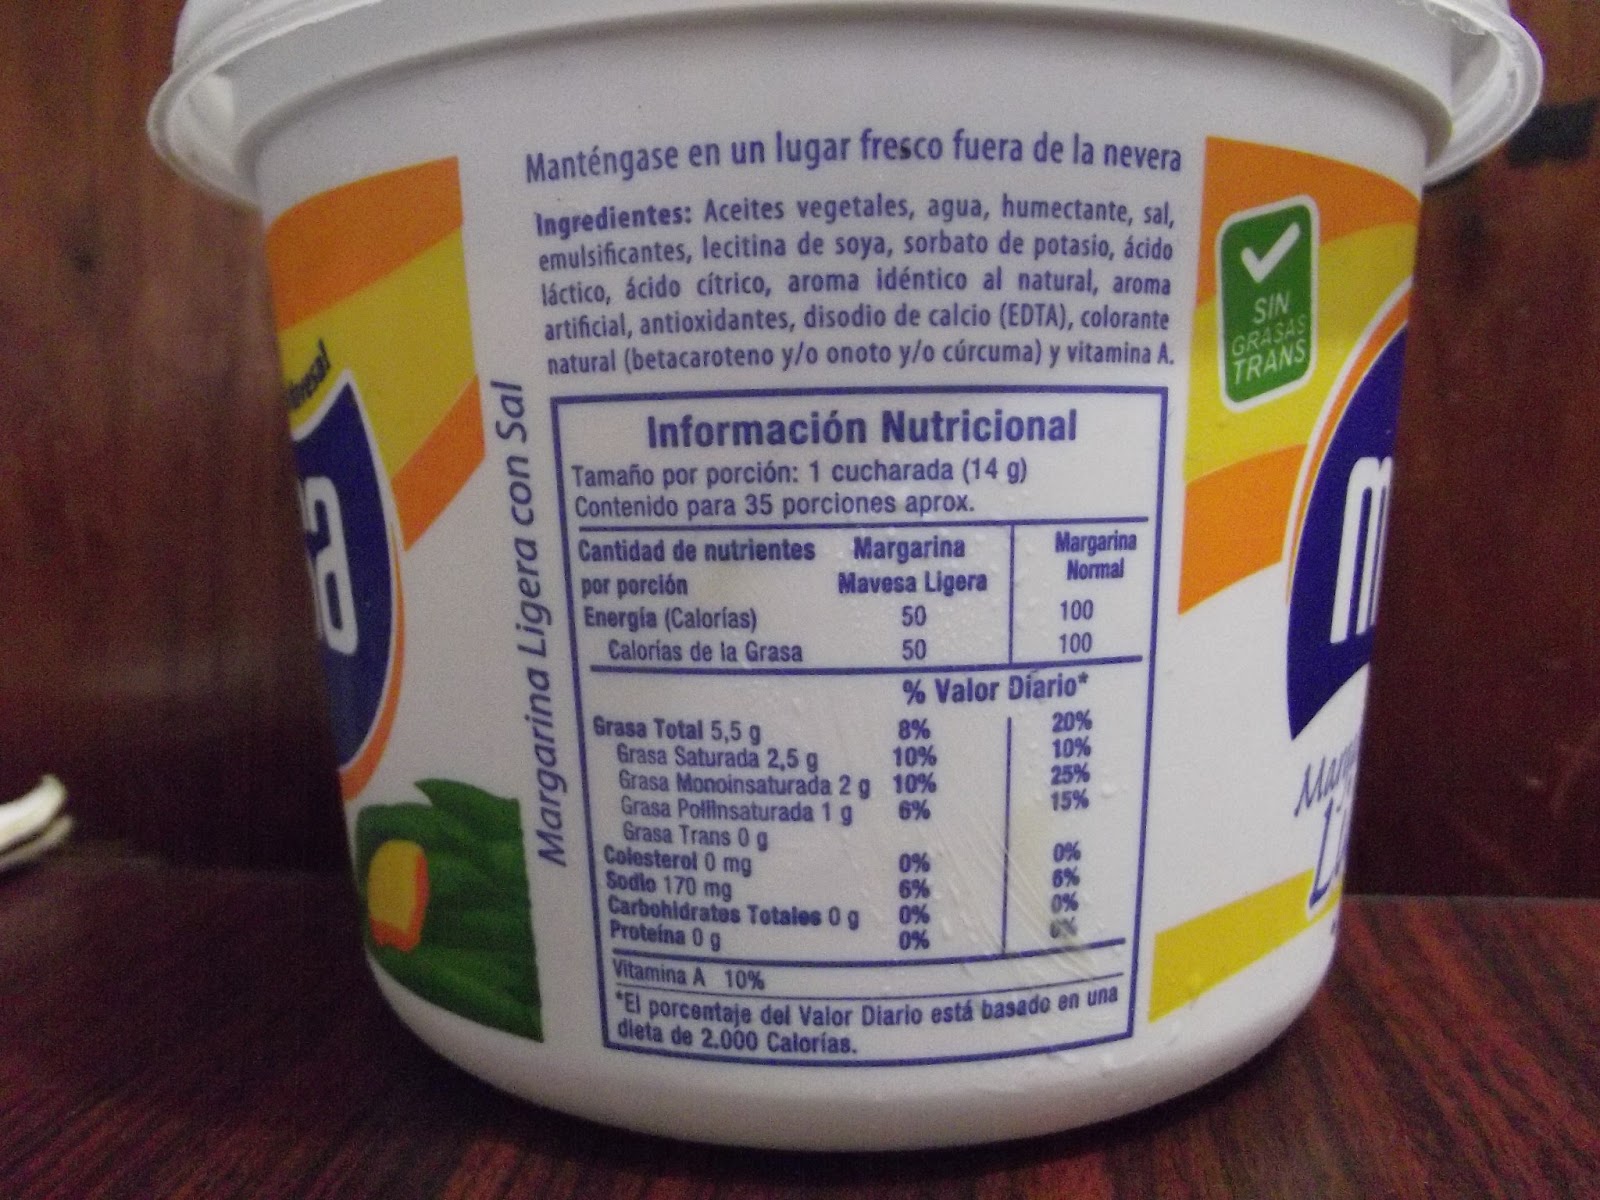 Manténgase en un lugar fresco fuera de la nevera
Ingredientes: Aceites vegetales, agua, humectante, sal,
emulsificantes, lecitina de soya, sorbato de potasio, ácido
láctico, ácido cítrico, aroma idéntico al natural, aroma
artificial, antioxidantes, disodio de calcio (EDTA), colorante
natural (betacaroteno y/o onoto y/o cúrcuma) y vitamina A.
Margarina Ligera con Sal
Información Nutricional
Tamaño por porción: 1 cucharada (14 g)
Contenido para 35 porciones aprox.
Cantidad de nutrientes Margarina Margarina
por porción Mavesa Ligera Normal
Energía (Calorías) 50 100
Calorías de la Grasa 50 100
% Valor Diario*
Grasa Total 5,5 g 8% 20%
Grasa Saturada 2,5 g 10% 10%
Grasa Monoinsaturada 2 g 10% 25%
Grasa Poliinsaturada 1 g 6% 15%
Grasa Trans 0 g
Colesterol 0 mg 0% 0%
Sodio 170 mg 6% 6%
Carbohidratos Totales 0 g 0% 0%
Proteína 0 g 0% 0%
Vitamina A 10%
*El porcentaje del Valor Diario está basado en una
dieta de 2.000 Calorías.
SIN
GRASAS
TRANS
a
m